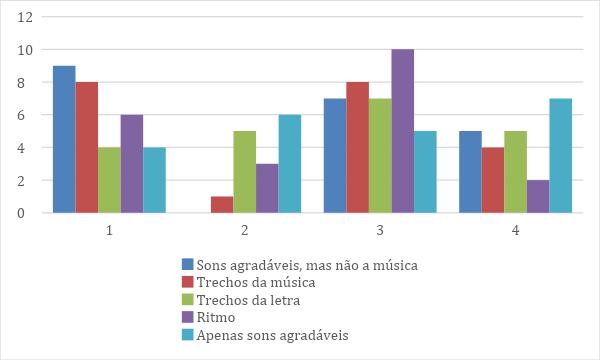 12
10
8
6
4
2
0
1 2 3 4
Sons agradáveis, mas não a música
Trechos da música
Trechos da letra
Ritmo
Apenas sons agradáveis